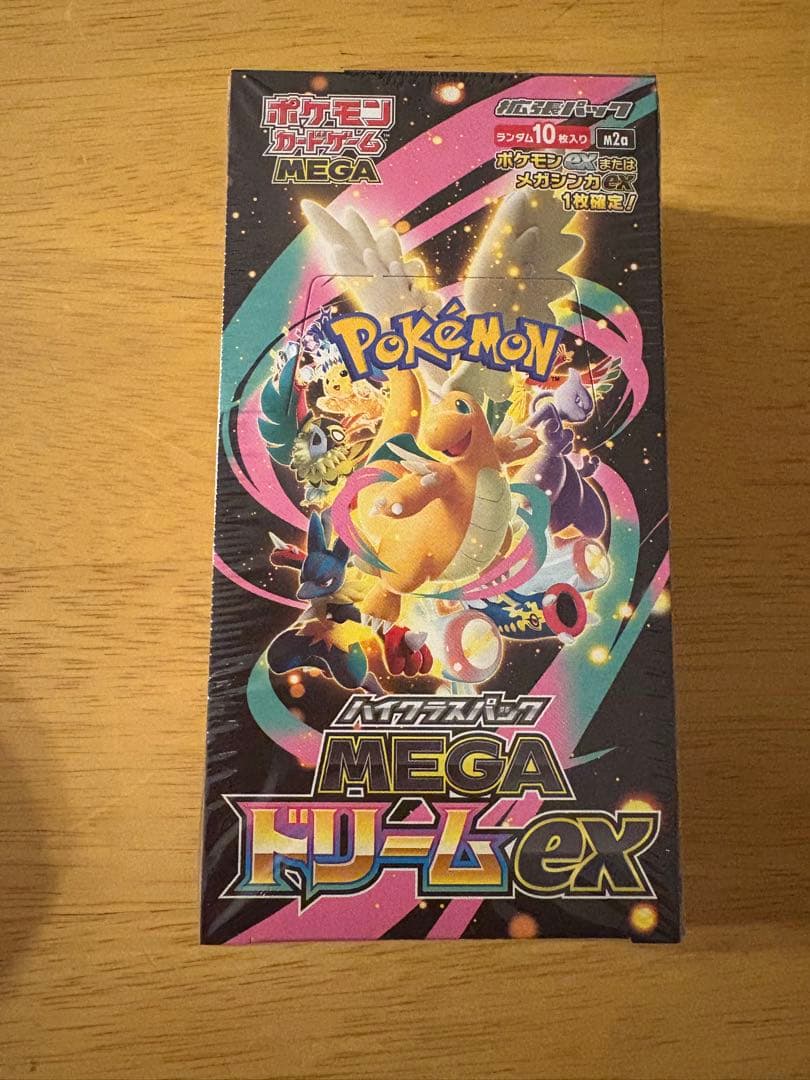 ポケモン
カードゲーム
MEGA
拡張パック
ランダム10枚入り M2a
ポケモンexまたは
メガシンカex
1枚確定!
POKéMON
ハイクラスパック
MEGA
ドリームex